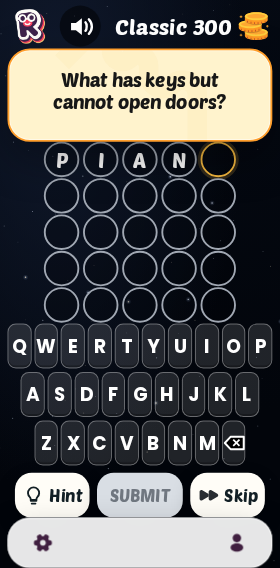 R
Classic 300
What has keys but
cannot open doors?
P I A N
Q W E R T Y U I O P
A S D F G H J K L
Z X C V B N M
Hint SUBMIT Skip